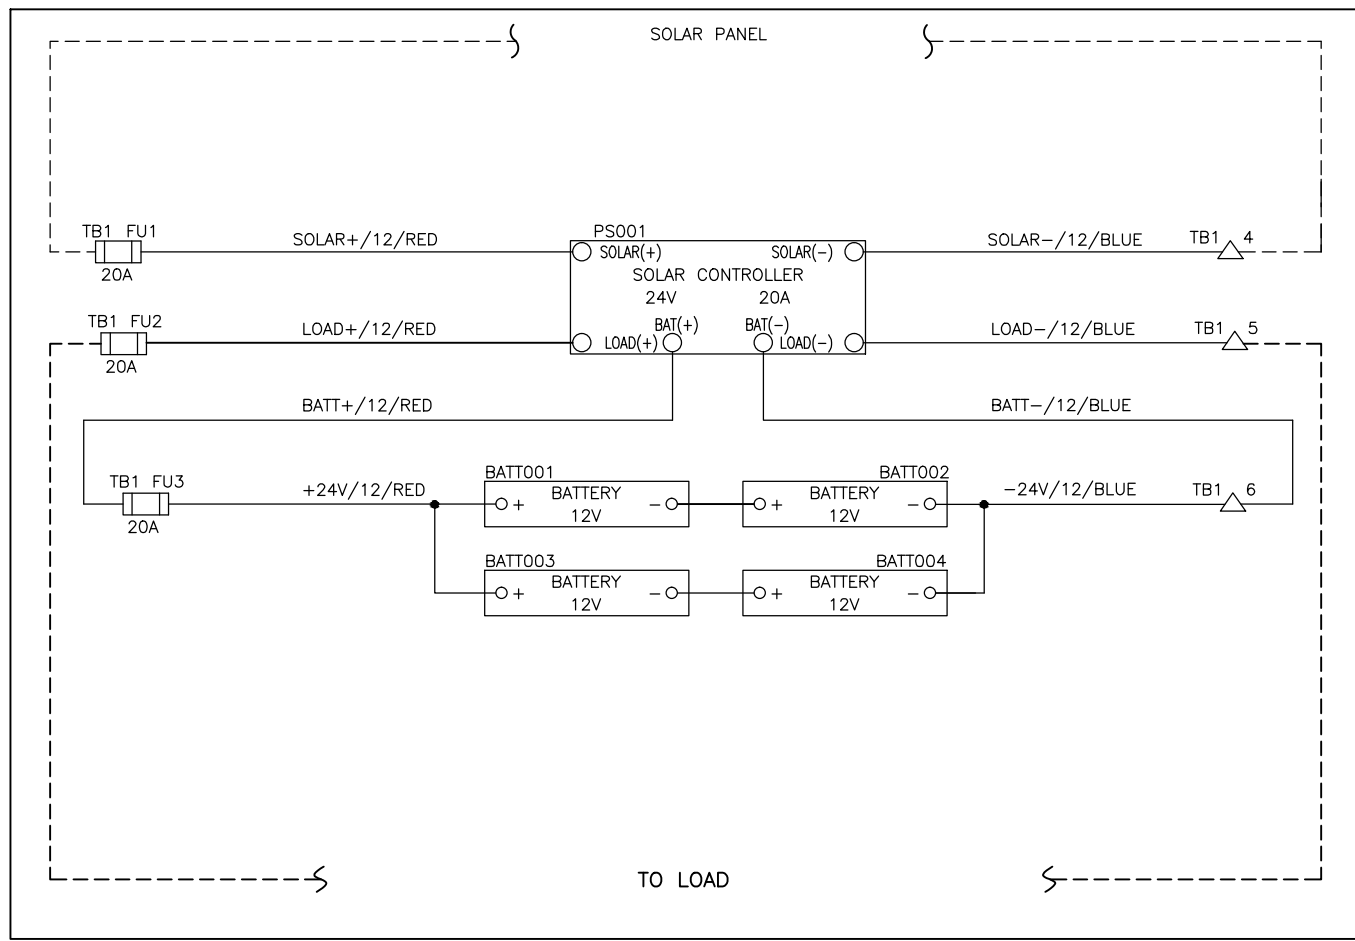 SOLAR PANEL
TB1 FU1
20A
SOLAR+/12/RED
PS001
SOLAR(+)
SOLAR(-)
SOLAR CONTROLLER
24V 20A
BAT(+) BAT(-)
LOAD(+)
LOAD(-)
SOLAR-/12/BLUE
TB1 4
TB1 FU2
20A
LOAD+/12/RED
LOAD-/12/BLUE
TB1 5
BATT+/12/RED
BATT-/12/BLUE
TB1 FU3
20A
+24V/12/RED
BATT001
BATTERY
+ -
12V
BATT002
BATTERY
+ -
12V
-24V/12/BLUE
TB1 6
BATT003
BATTERY
+ -
12V
BATT004
BATTERY
+ -
12V
TO LOAD